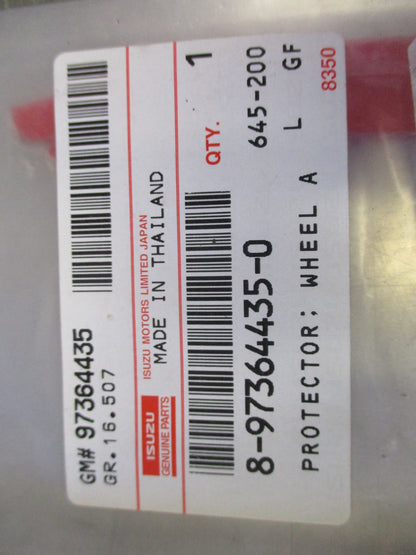 GM# 97364435
GR.16.507
ISUZU
GENUINE PARTS
ISUZU MOTORS LIMITED JAPAN
MADE IN THAILAND
QTY. 1
8-97364435-0
645-200
PROTECTOR; WHEEL A
L GF
8350